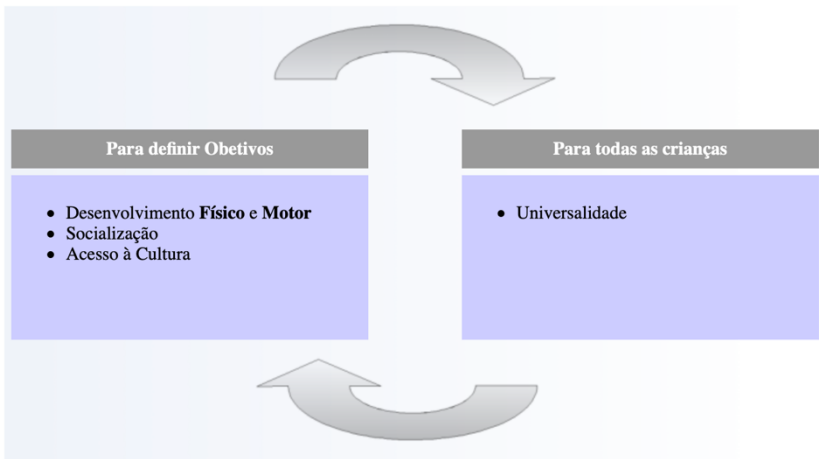 Para definir Obetivos
• Desenvolvimento Físico e Motor
• Socialização
• Acesso à Cultura
Para todas as crianças
• Universalidade